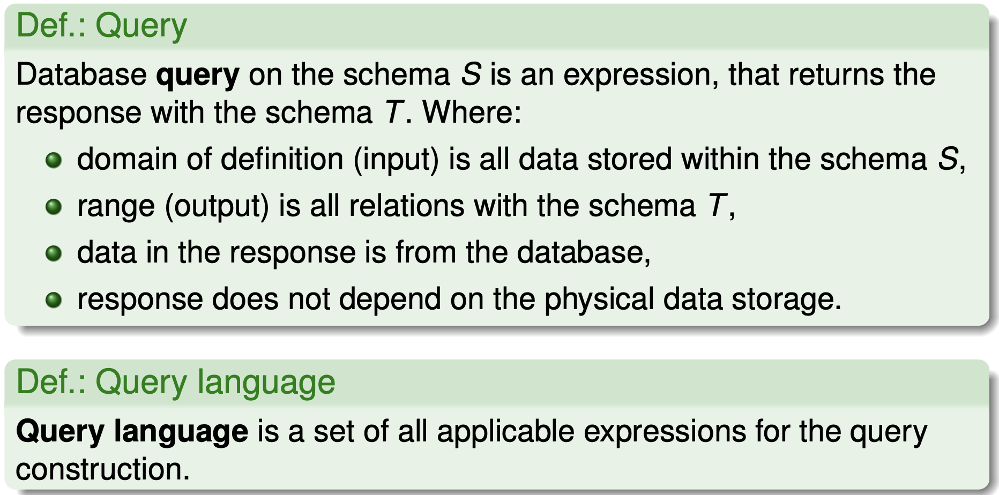 Def.: Query
Database query on the schema S is an expression, that returns the
response with the schema T. Where:
domain of definition (input) is all data stored within the schema S,
range (output) is all relations with the schema T,
data in the response is from the database,
response does not depend on the physical data storage.
Def.: Query language
Query language is a set of all applicable expressions for the query
construction.